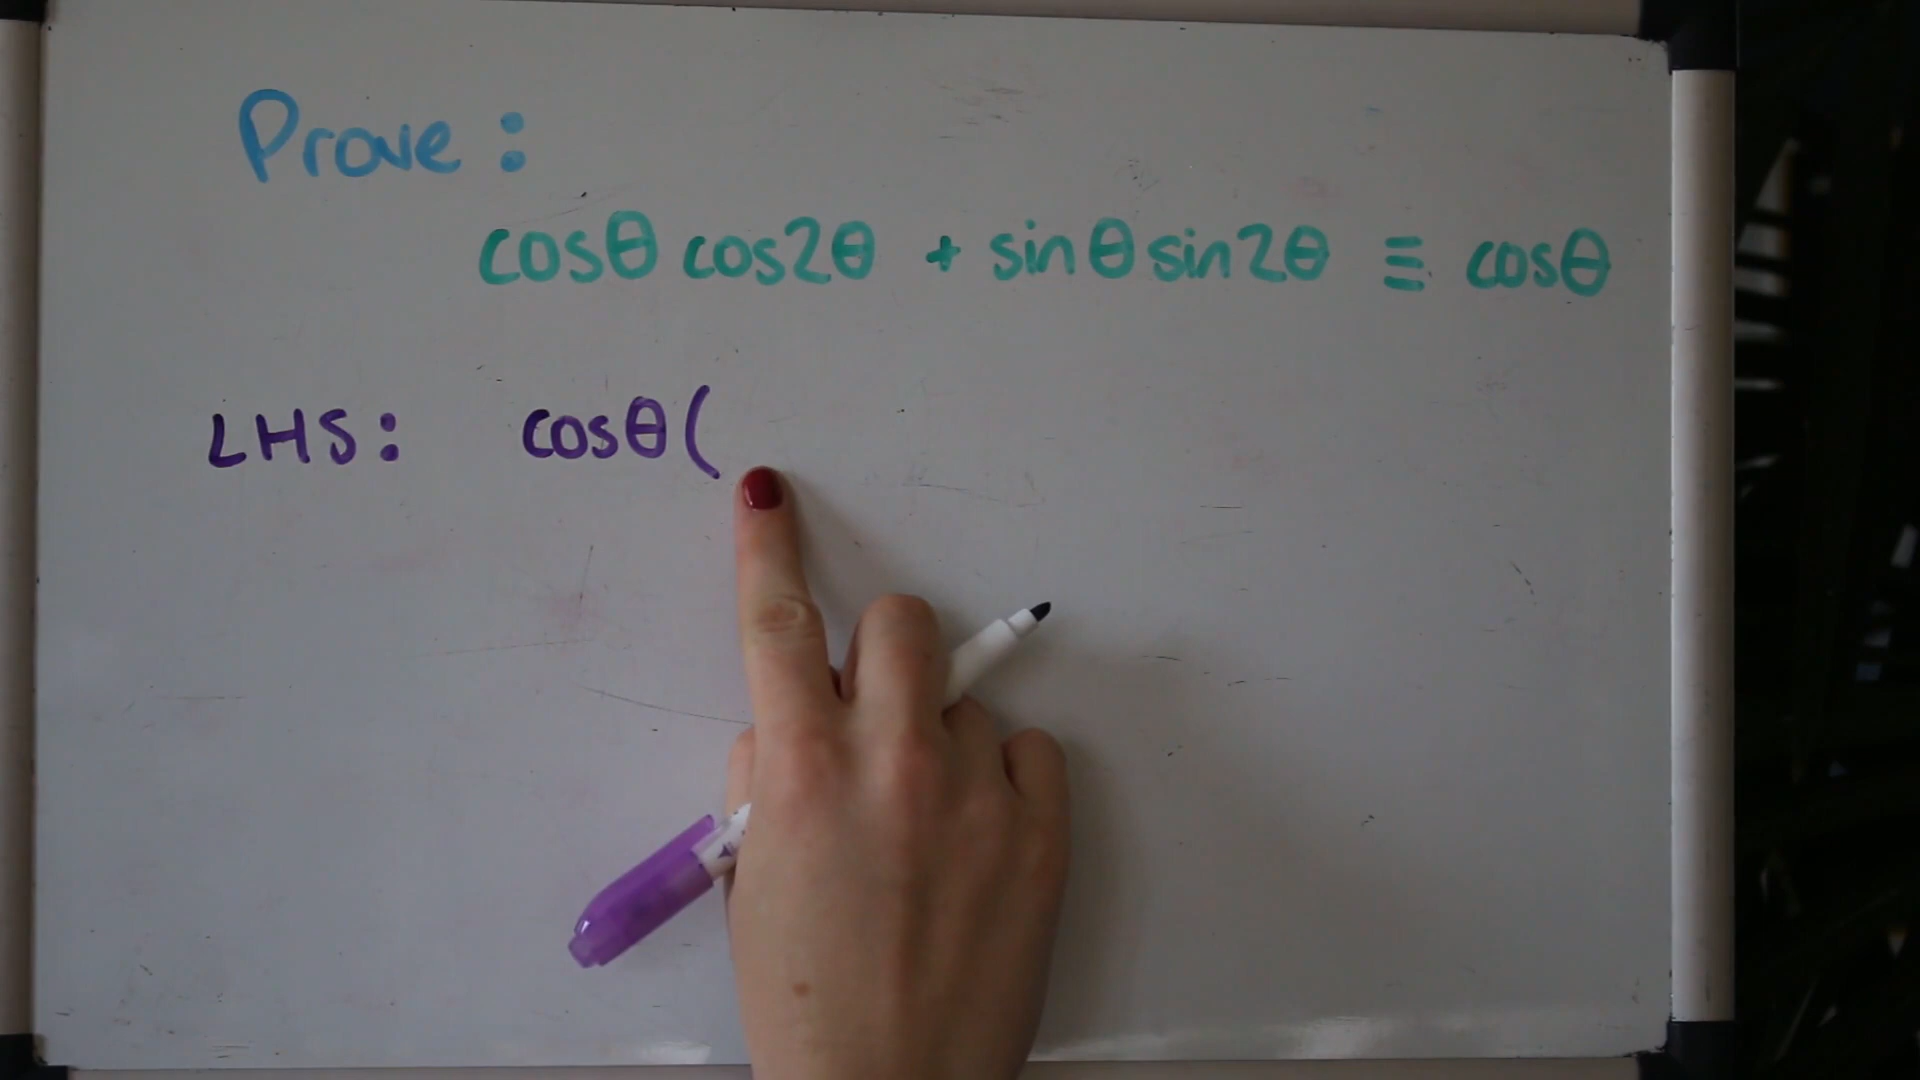 Prove :
cosθ cos2θ + sinθ sin2θ ≡ cosθ
LHS: cosθ(